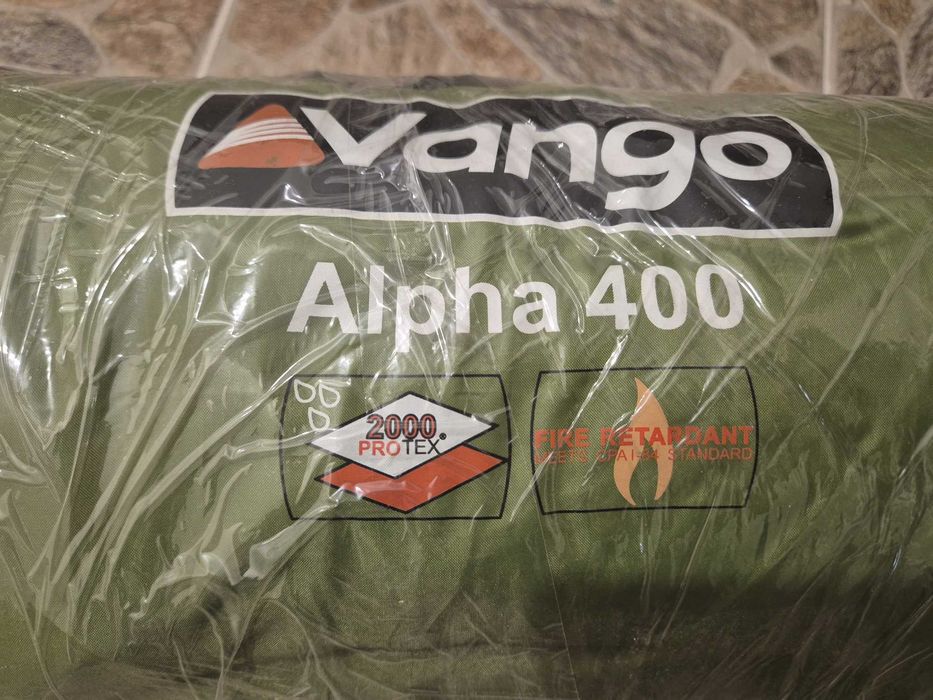 Vango
Alpha 400
2000
PROTEX®
FIRE RETARDANT
MEETS CPAI-84 STANDARD